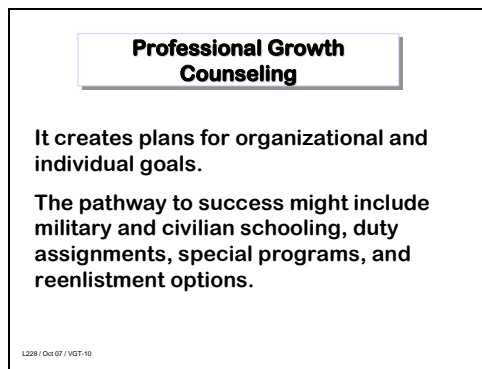 Professional Growth
Counseling
It creates plans for organizational and
individual goals.
The pathway to success might include
military and civilian schooling, duty
assignments, special programs, and
reenlistment options.
L228 / Oct 07 / VGT-10